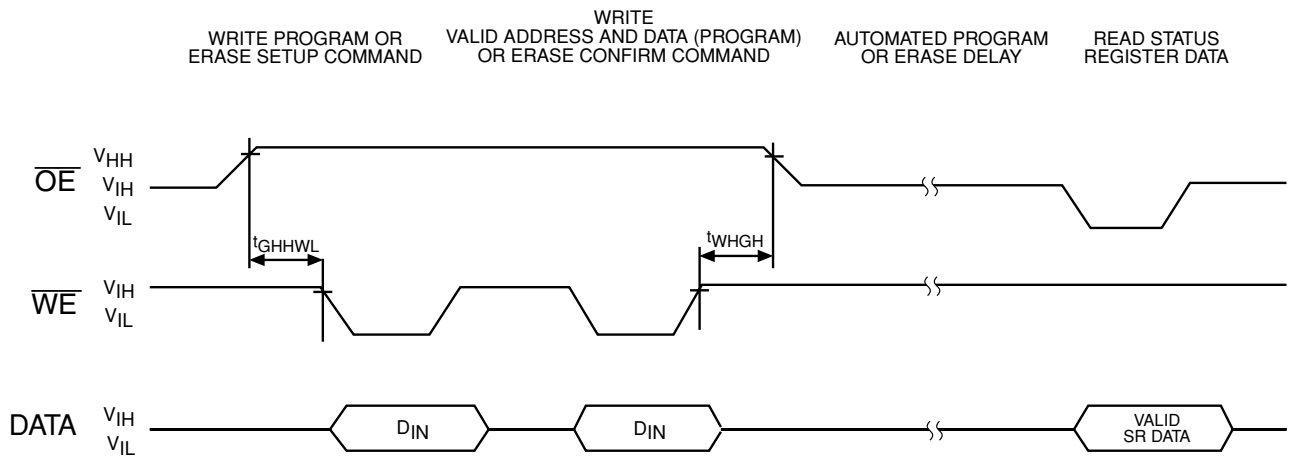 WRITE PROGRAM OR
ERASE SETUP COMMAND
WRITE
VALID ADDRESS AND DATA (PROGRAM)
OR ERASE CONFIRM COMMAND
AUTOMATED PROGRAM
OR ERASE DELAY
READ STATUS
REGISTER DATA
OE
VHH
VIH
VIL
tGHHWL
tWHGH
WE
VIH
VIL
DATA
VIH
VIL
DIN
DIN
VALID
SR DATA